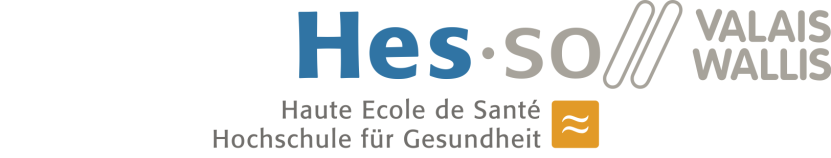 Hes·so VALAIS
WALLIS
Haute Ecole de Santé
Hochschule für Gesundheit